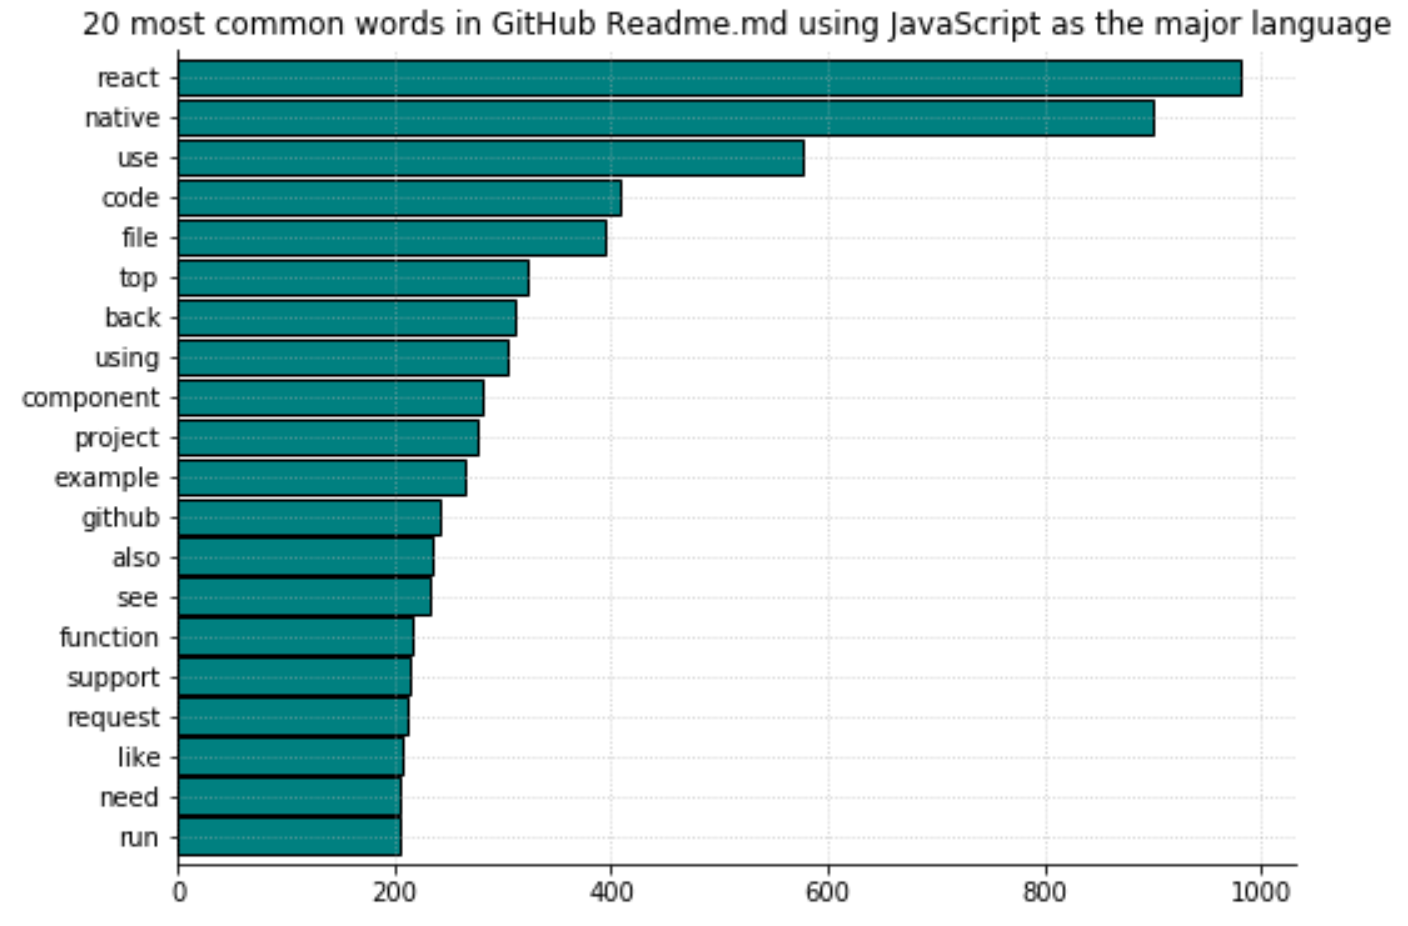 20 most common words in GitHub Readme.md using JavaScript as the major language
react
native
use
code
file
top
back
using
component
project
example
github
also
see
function
support
request
like
need
run
0 200 400 600 800 1000